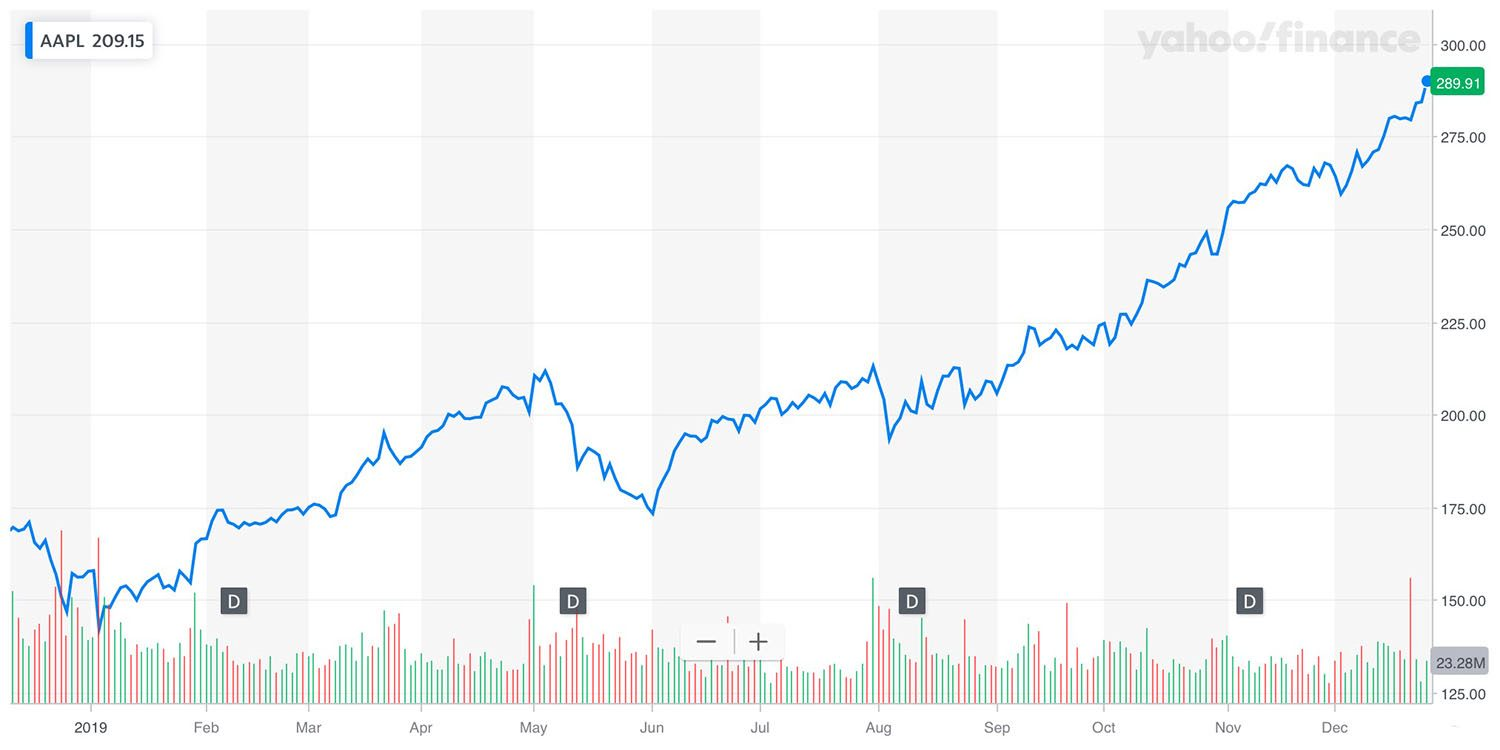 AAPL 209.15
yahoo!finance
300.00
289.91
275.00
250.00
225.00
200.00
175.00
150.00
D D D D
23.28M
125.00
2019 Feb Mar Apr May Jun Jul Aug Sep Oct Nov Dec